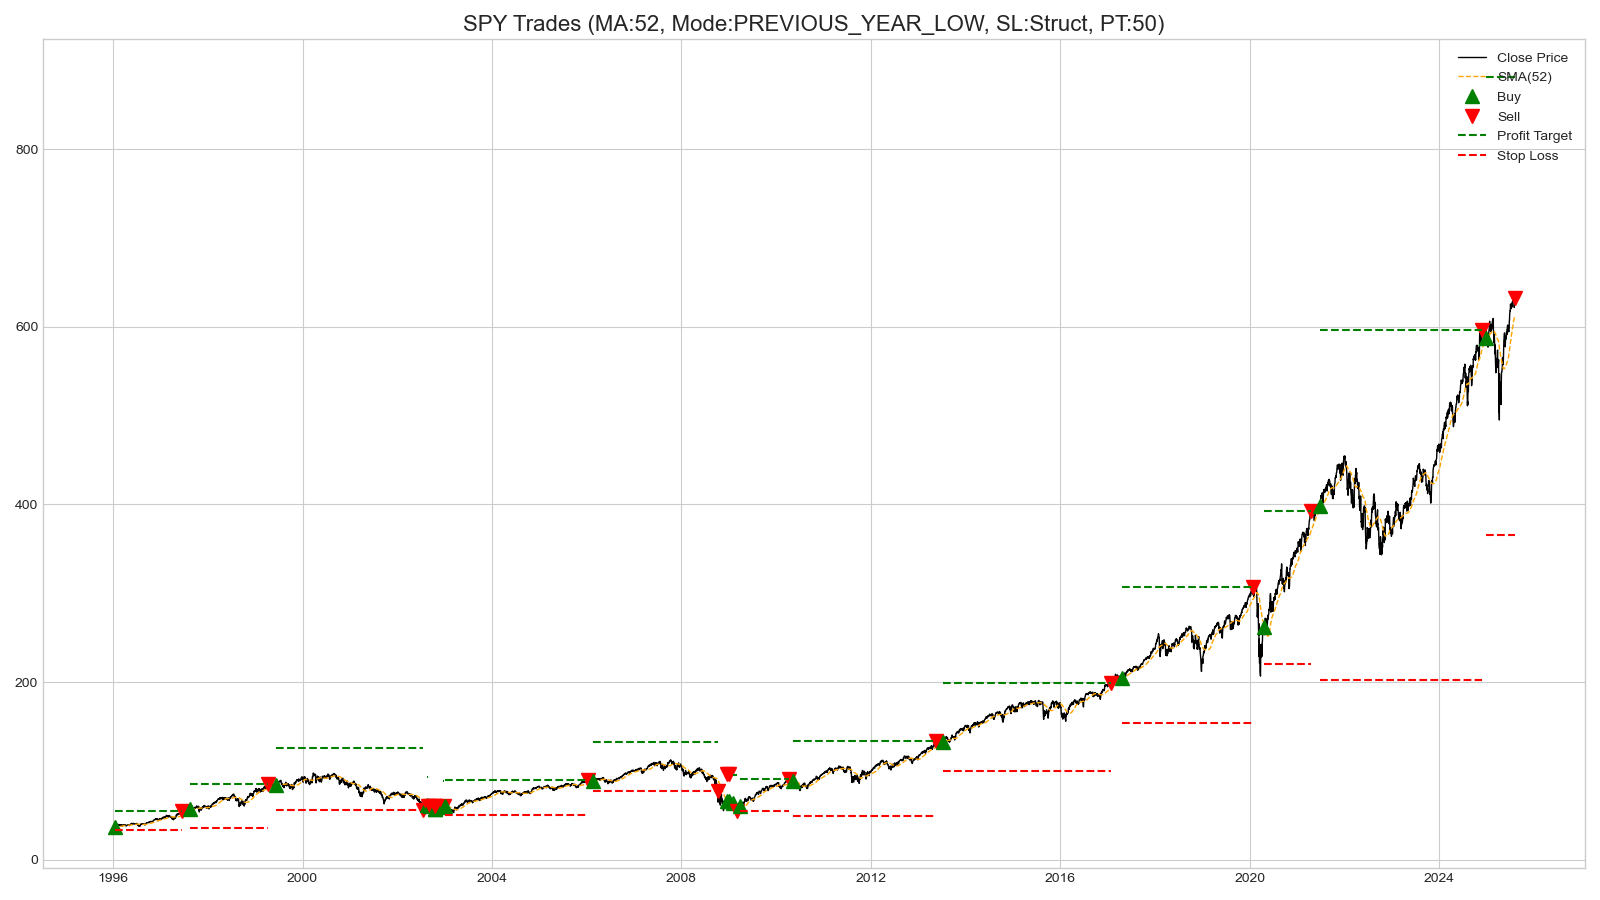 SPY Trades (MA:52, Mode:PREVIOUS_YEAR_LOW, SL:Struct, PT:50)
Close Price
SMA(52)
Buy
Sell
Profit Target
Stop Loss
800
600
400
200
0
1996
2000
2004
2008
2012
2016
2020
2024